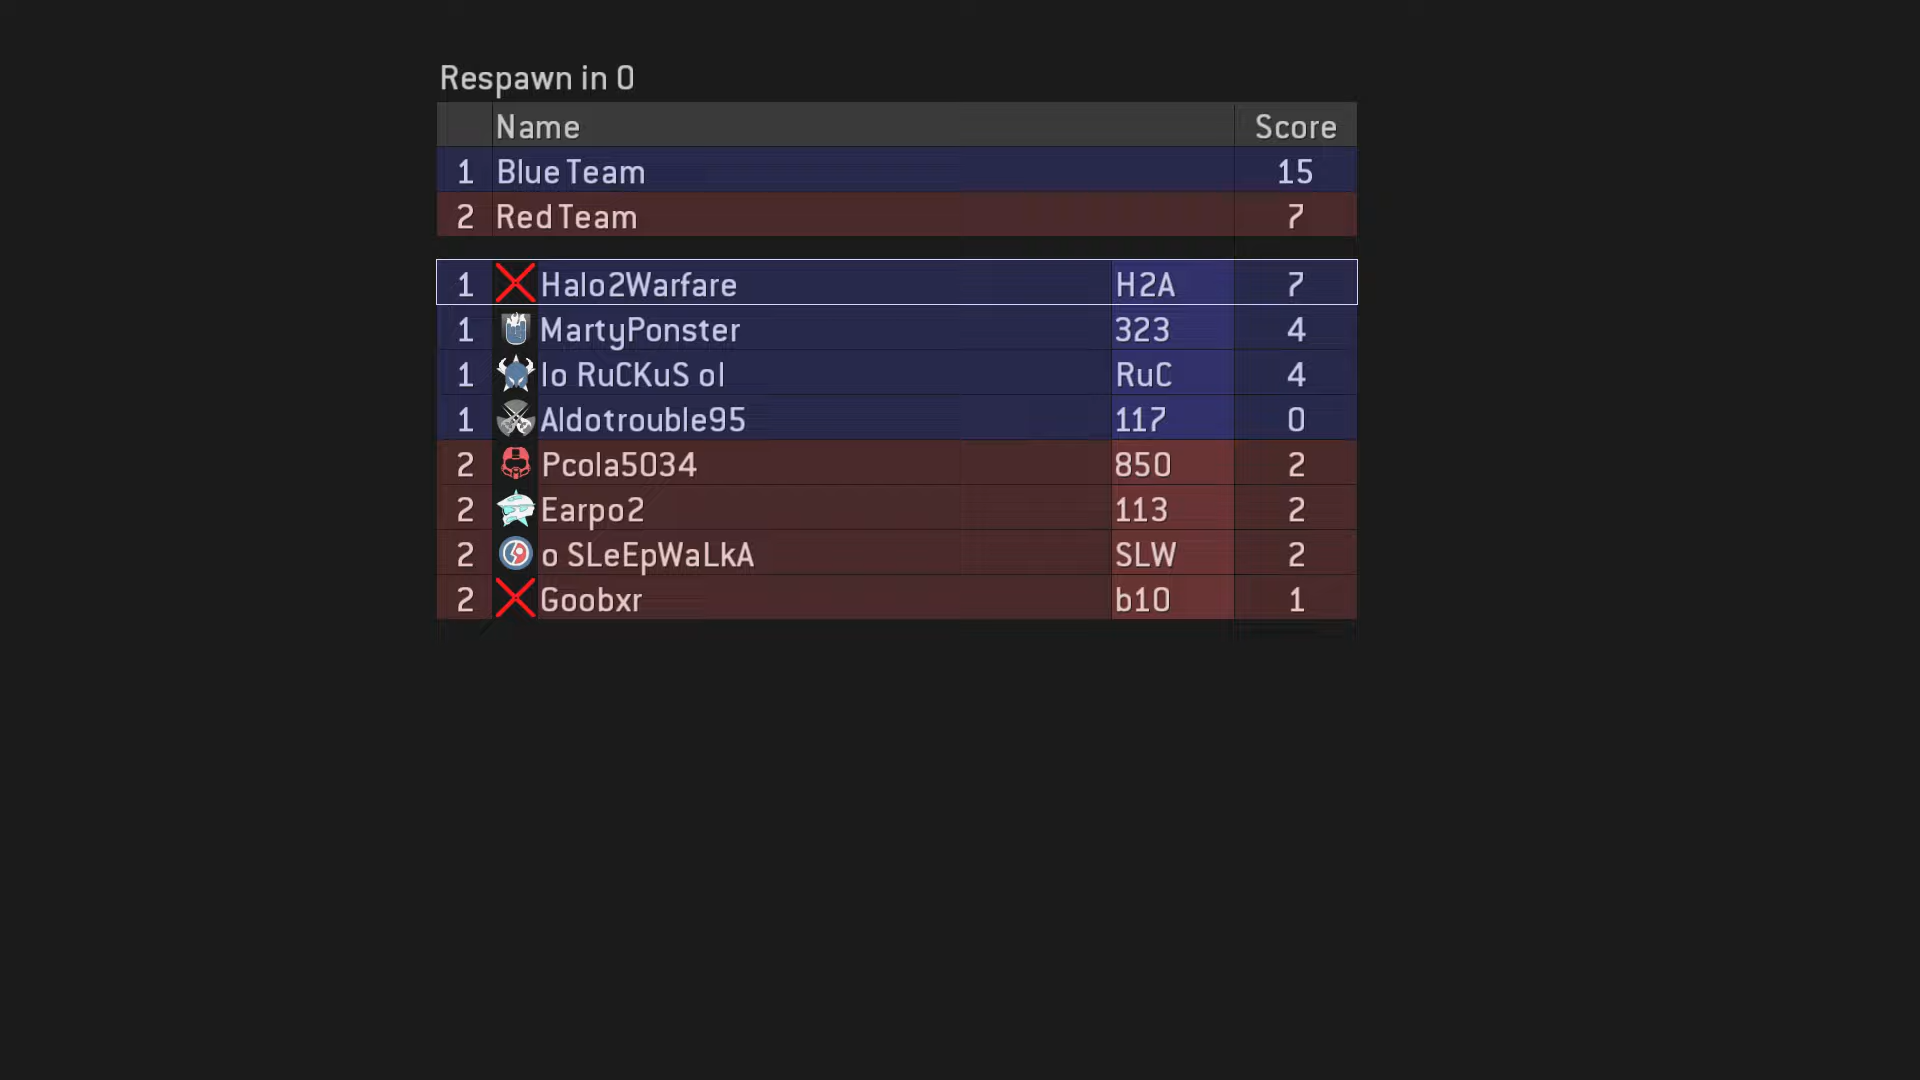 Respawn in 0
Name Score
1 Blue Team 15
2 Red Team 7
1 Halo2Warfare H2A 7
1 MartyPonster 323 4
1 lo RuCKuS ol RuC 4
1 Aldotrouble95 117 0
2 Pcola5034 850 2
2 Earpo2 113 2
2 o SLeEpWaLkA SLW 2
2 Goobxr b10 1